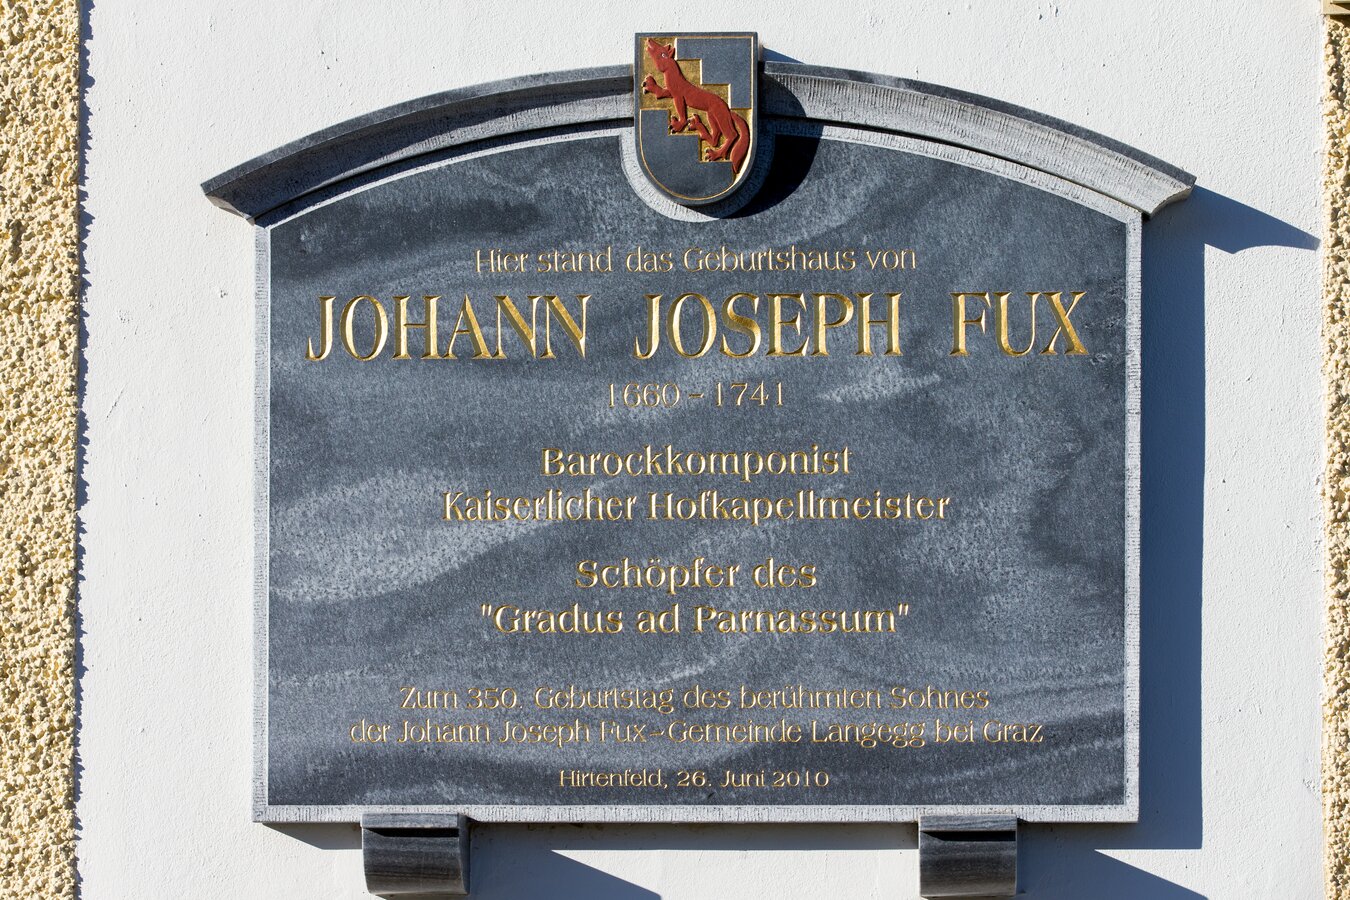 Hier stand das Geburtshaus von
JOHANN JOSEPH FUX
1660 - 1741
Barockkomponist
Kaiserlicher Hofkapellmeister
Schöpfer des
"Gradus ad Parnassum"
Zum 350. Geburtstag des berühmten Sohnes
der Johann Joseph Fux-Gemeinde Langegg bei Graz
Hirtenfeld, 26. Juni 2010